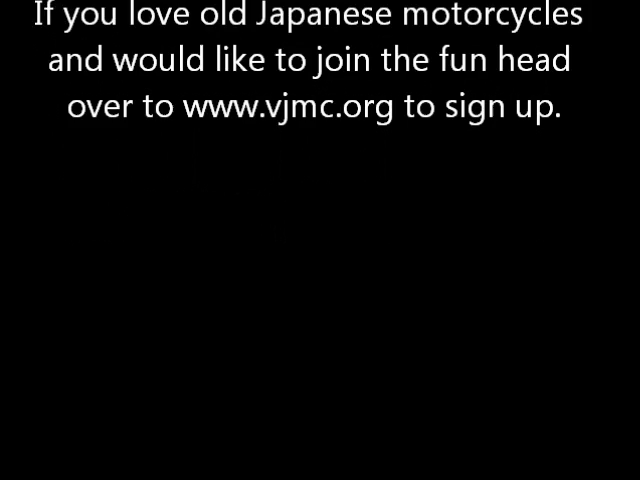 If you love old Japanese motorcycles
and would like to join the fun head
over to www.vjmc.org to sign up.